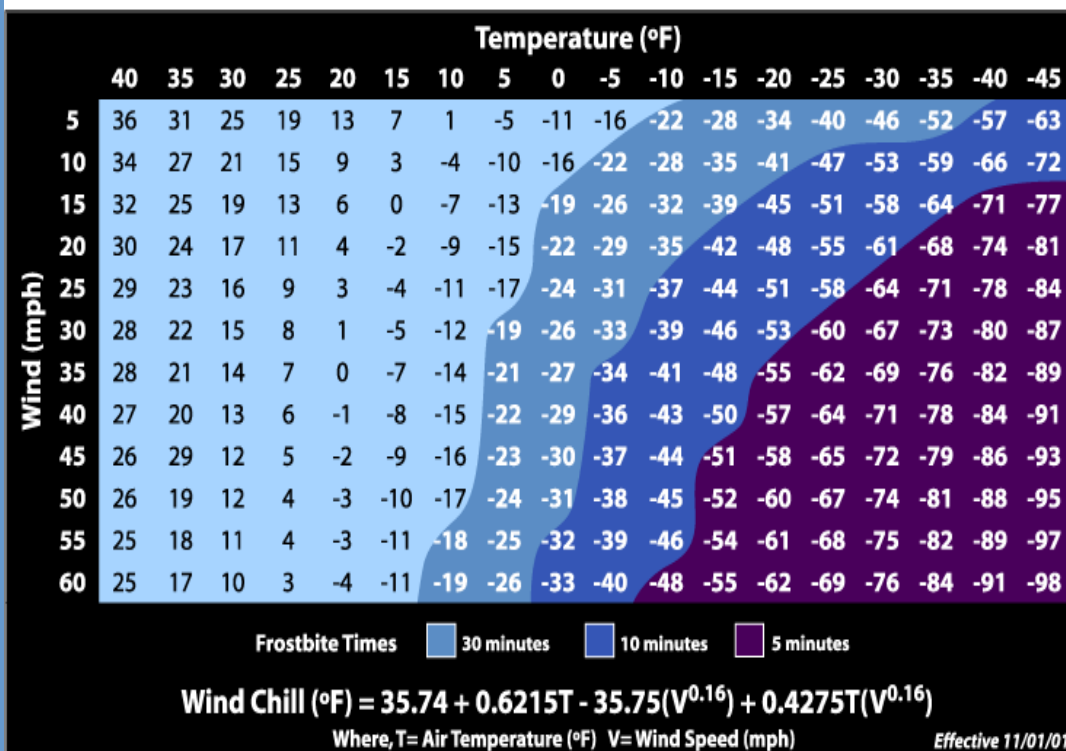 Temperature (ºF)
40 35 30 25 20 15 10 5 0 -5 -10 -15 -20 -25 -30 -35 -40 -45
Wind (mph)
5 36 31 25 19 13 7 1 -5 -11 -16 -22 -28 -34 -40 -46 -52 -57 -63
10 34 27 21 15 9 3 -4 -10 -16 -22 -28 -35 -41 -47 -53 -59 -66 -72
15 32 25 19 13 6 0 -7 -13 -19 -26 -32 -39 -45 -51 -58 -64 -71 -77
20 30 24 17 11 4 -2 -9 -15 -22 -29 -35 -42 -48 -55 -61 -68 -74 -81
25 29 23 16 9 3 -4 -11 -17 -24 -31 -37 -44 -51 -58 -64 -71 -78 -84
30 28 22 15 8 1 -5 -12 -19 -26 -33 -39 -46 -53 -60 -67 -73 -80 -87
35 28 21 14 7 0 -7 -14 -21 -27 -34 -41 -48 -55 -62 -69 -76 -82 -89
40 27 20 13 6 -1 -8 -15 -22 -29 -36 -43 -50 -57 -64 -71 -78 -84 -91
45 26 29 12 5 -2 -9 -16 -23 -30 -37 -44 -51 -58 -65 -72 -79 -86 -93
50 26 19 12 4 -3 -10 -17 -24 -31 -38 -45 -52 -60 -67 -74 -81 -88 -95
55 25 18 11 4 -3 -11 -18 -25 -32 -39 -46 -54 -61 -68 -75 -82 -89 -97
60 25 17 10 3 -4 -11 -19 -26 -33 -40 -48 -55 -62 -69 -76 -84 -91 -98
Frostbite Times 30 minutes 10 minutes 5 minutes
Wind Chill (ºF) = 35.74 + 0.6215T - 35.75(V^0.16) + 0.4275T(V^0.16)
Where, T= Air Temperature (ºF) V= Wind Speed (mph) Effective 11/01/01